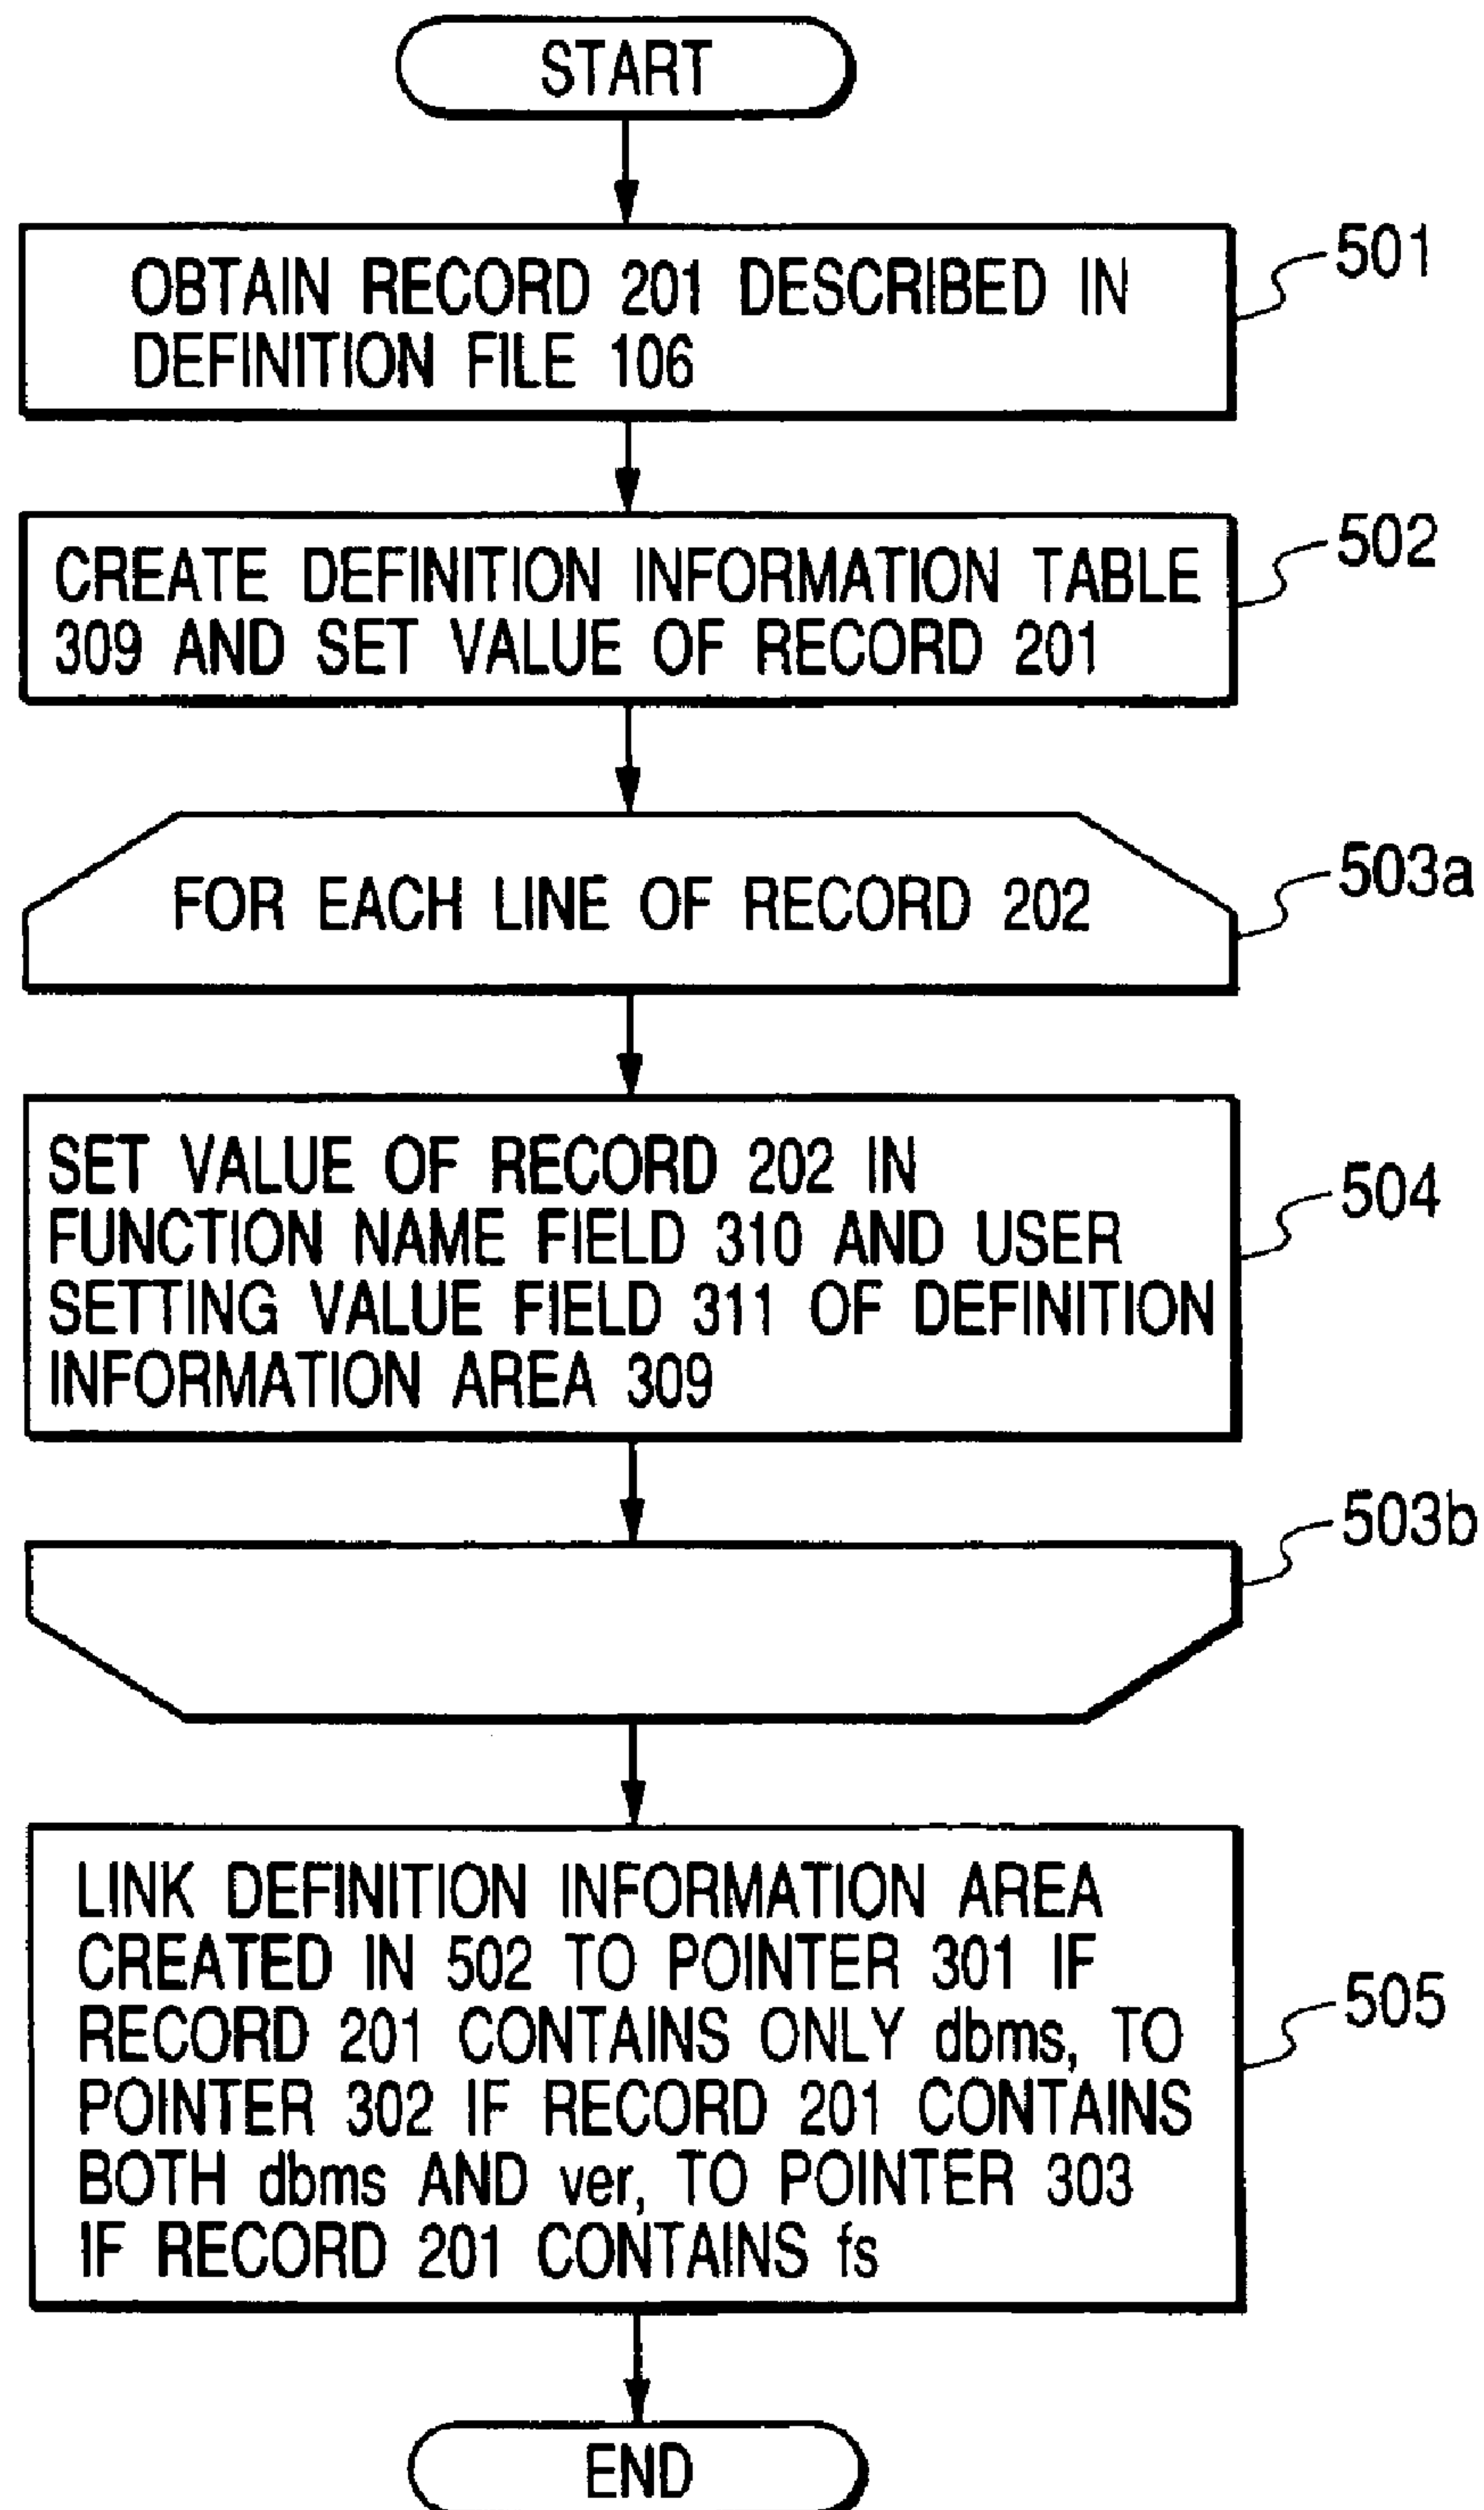 START
OBTAIN RECORD 201 DESCRIBED IN
DEFINITION FILE 106
501
CREATE DEFINITION INFORMATION TABLE
309 AND SET VALUE OF RECORD 201
502
FOR EACH LINE OF RECORD 202
503a
SET VALUE OF RECORD 202 IN
FUNCTION NAME FIELD 310 AND USER
SETTING VALUE FIELD 311 OF DEFINITION
INFORMATION AREA 309
504
503b
LINK DEFINITION INFORMATION AREA
CREATED IN 502 TO POINTER 301 IF
RECORD 201 CONTAINS ONLY dbms, TO
POINTER 302 IF RECORD 201 CONTAINS
BOTH dbms AND ver, TO POINTER 303
IF RECORD 201 CONTAINS fs
505
END